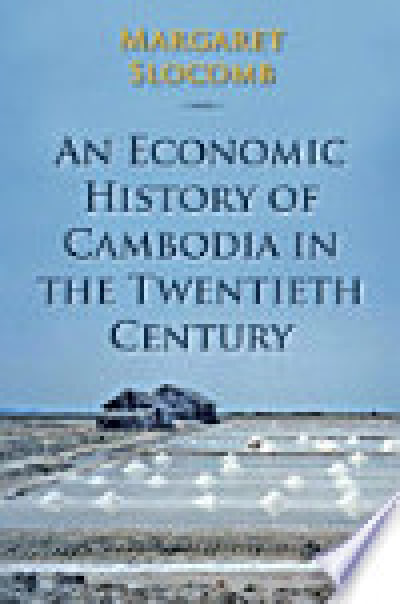 MARGARET
SLOCOMB
AN ECONOMIC
HISTORY OF
CAMBODIA IN
THE TWENTIETH
CENTURY